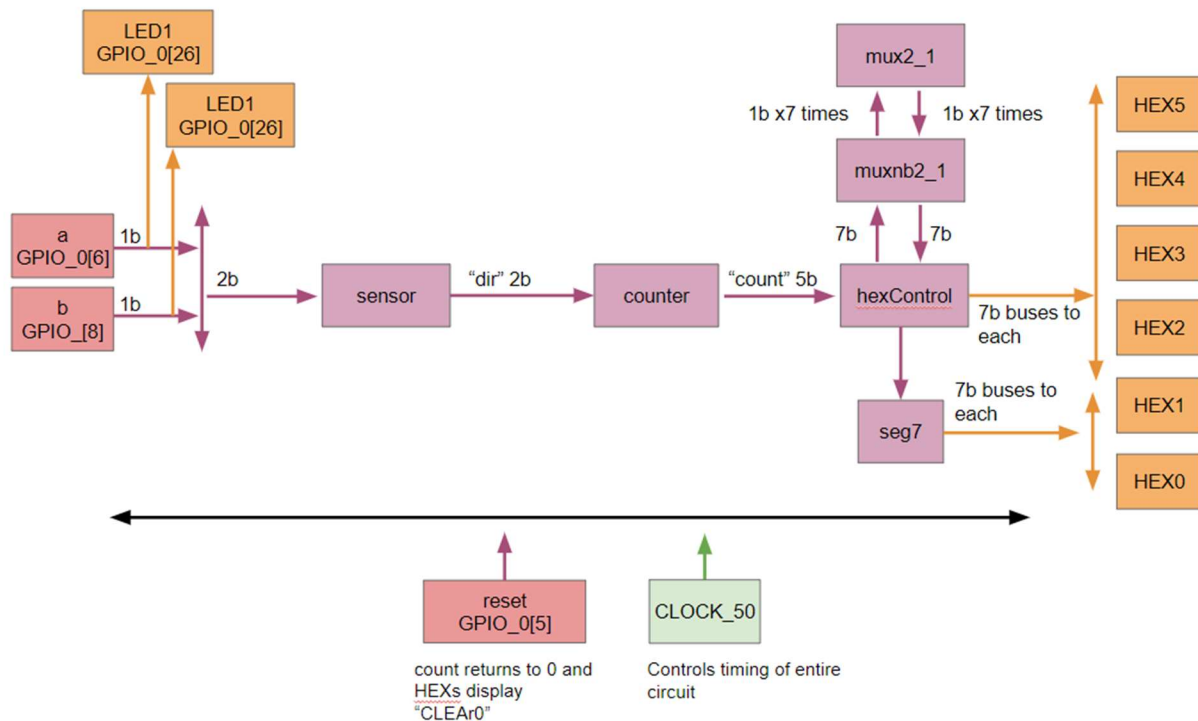 LED1
GPIO_0[26]
LED1
GPIO_0[26]
a
GPIO_0[6]
1b
b
GPIO_[8]
1b
2b
sensor
"dir" 2b
counter
"count" 5b
mux2_1
1b x7 times
1b x7 times
muxnb2_1
7b
7b
hexControl
7b buses to
each
seg7
7b buses to
each
HEX5
HEX4
HEX3
HEX2
HEX1
HEX0
reset
GPIO_0[5]
count returns to 0 and
HEXs display
"CLEAr0"
CLOCK_50
Controls timing of entire
circuit